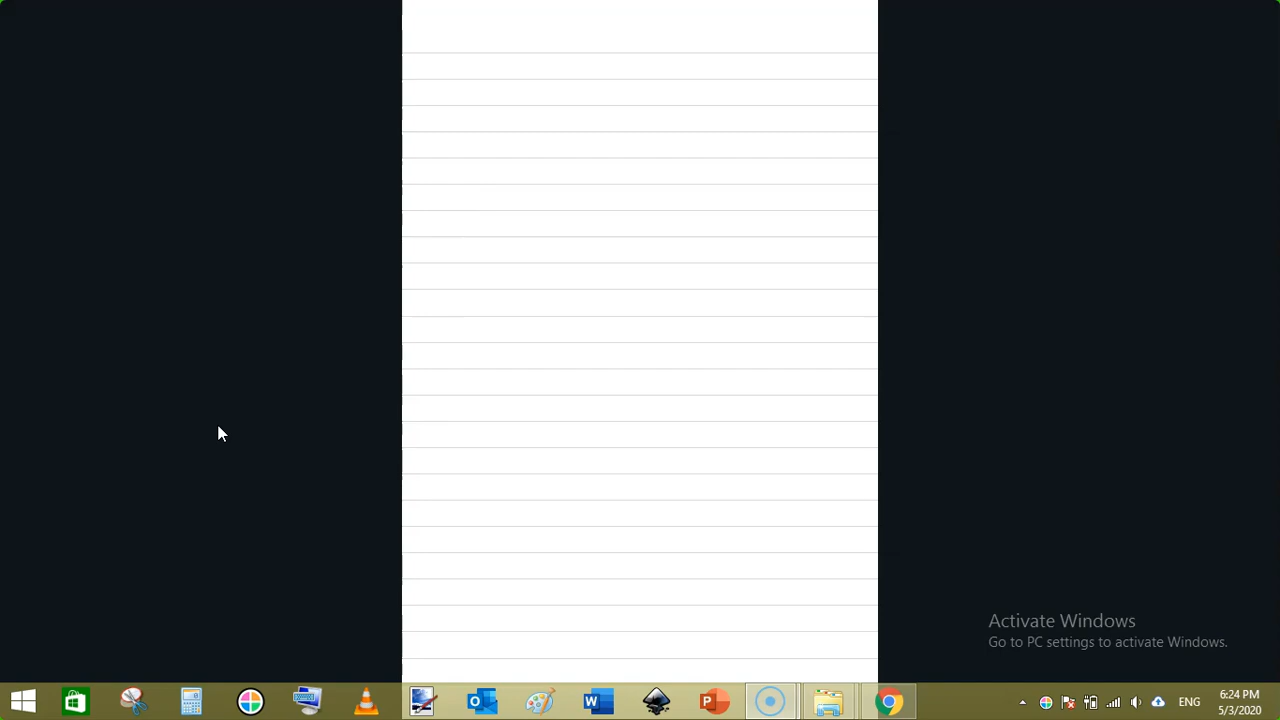 Activate Windows
Go to PC settings to activate Windows.
ENG
6:24 PM
5/3/2020